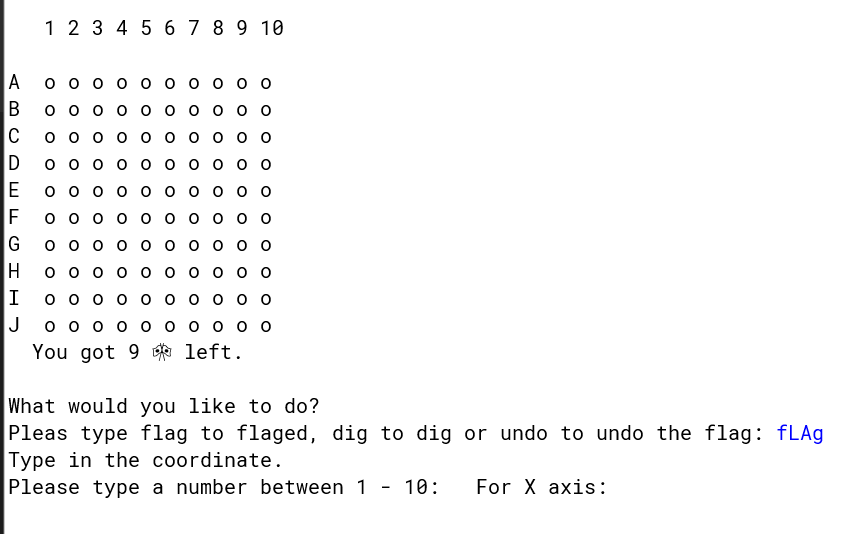 1 2 3 4 5 6 7 8 9 10
A o o o o o o o o o o
B o o o o o o o o o o
C o o o o o o o o o o
D o o o o o o o o o o
E o o o o o o o o o o
F o o o o o o o o o o
G o o o o o o o o o o
H o o o o o o o o o o
I o o o o o o o o o o
J o o o o o o o o o o
You got 9 🎌 left.
What would you like to do?
Pleas type flag to flaged, dig to dig or undo to undo the flag: fLAg
Type in the coordinate.
Please type a number between 1 - 10:   For X axis: